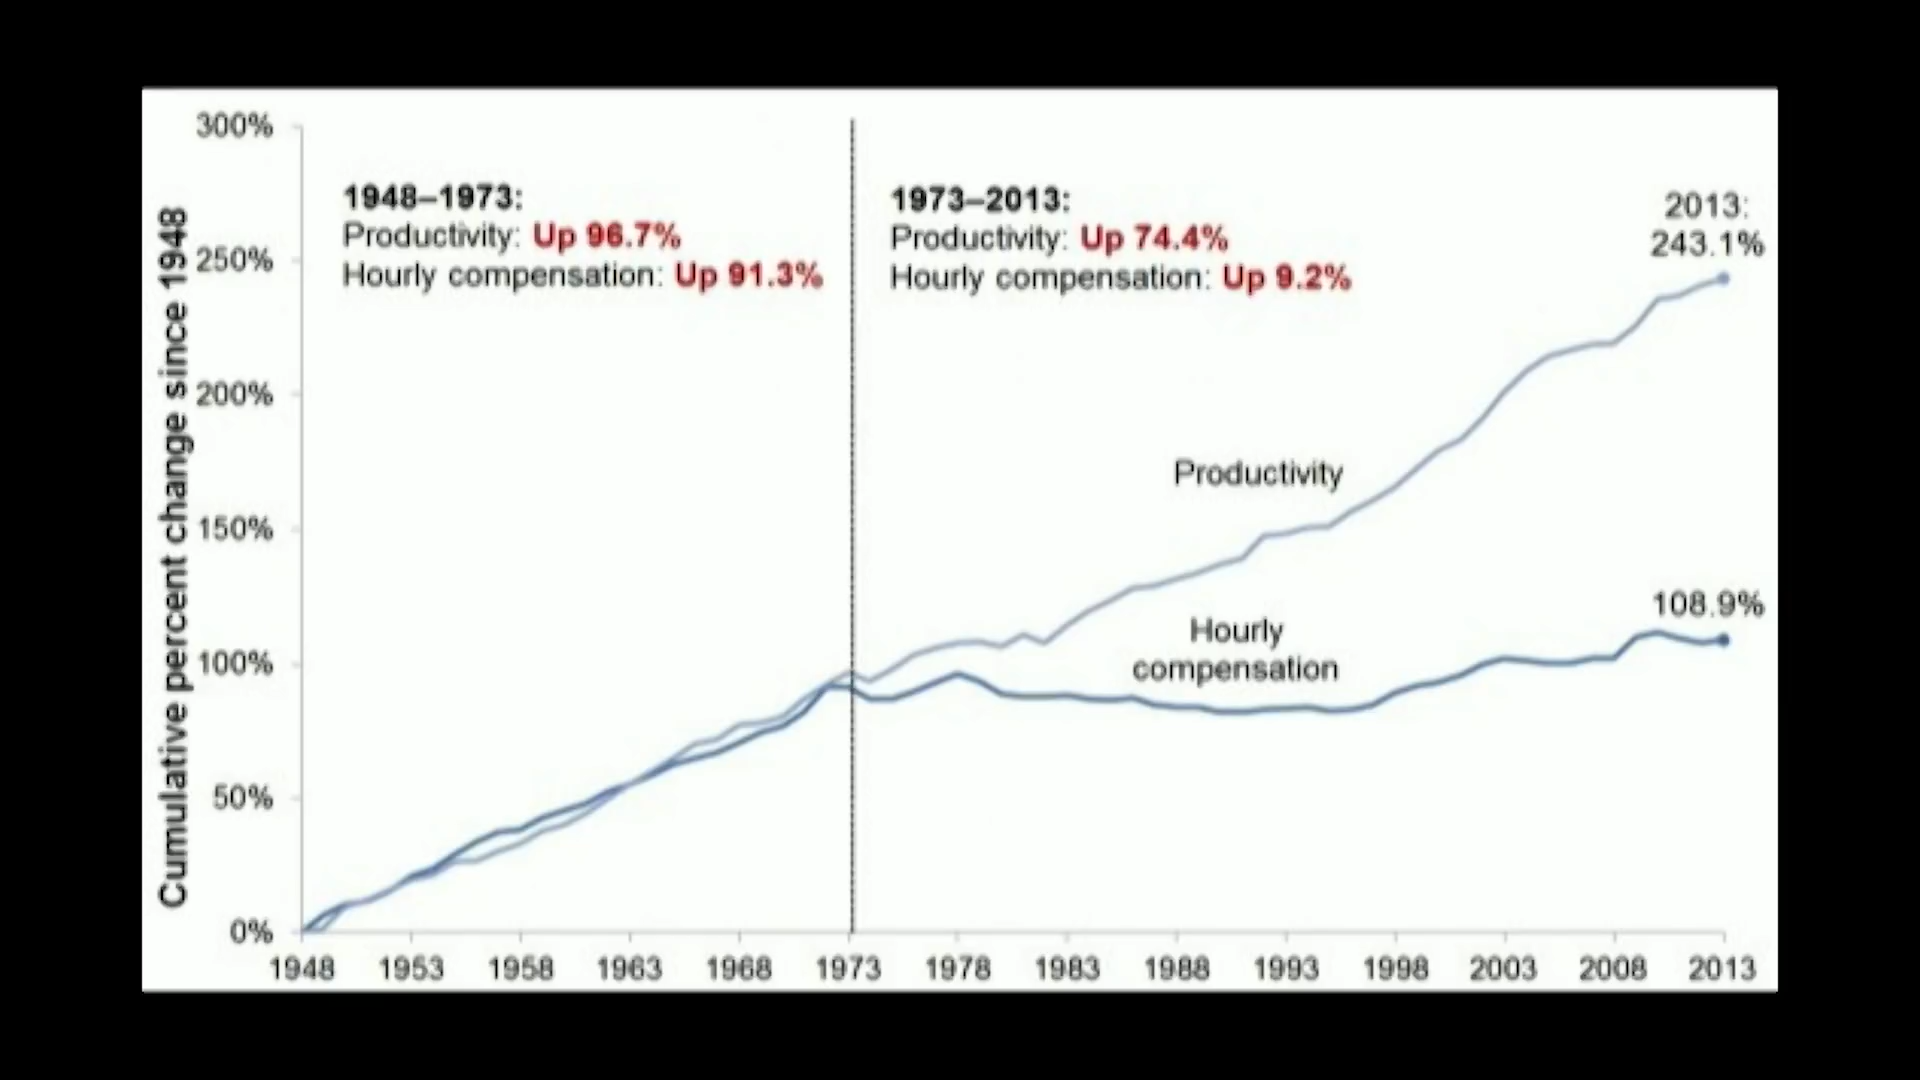 Cumulative percent change since 1948
300%
250%
200%
150%
100%
50%
0%
1948–1973:
Productivity: Up 96.7%
Hourly compensation: Up 91.3%
1973–2013:
Productivity: Up 74.4%
Hourly compensation: Up 9.2%
2013:
243.1%
Productivity
108.9%
Hourly
compensation
1948 1953 1958 1963 1968 1973 1978 1983 1988 1993 1998 2003 2008 2013